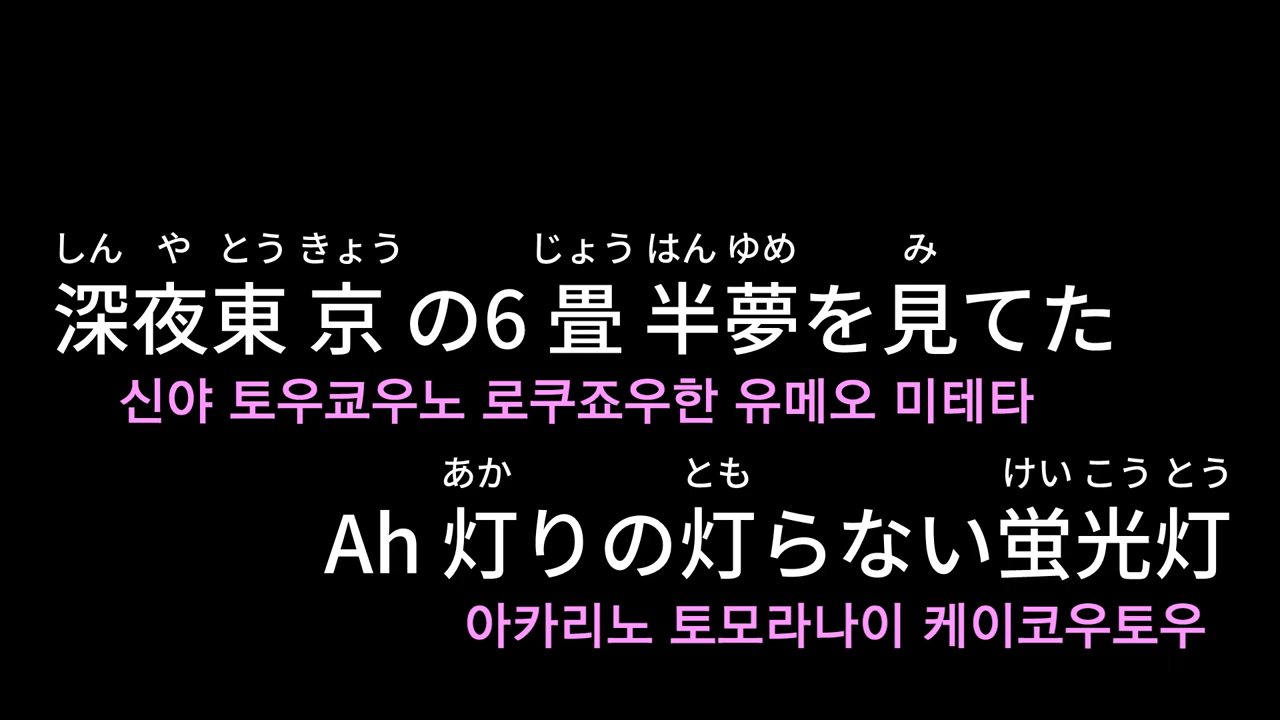 しん や とう きょう じょう はん ゆめ み
深夜東 京 の6 畳 半夢を見てた
신야 토우쿄우노 로쿠죠우한 유메오 미테타
あか とも けい こう とう
Ah 灯りの灯らない蛍光灯
아카리노 토모라나이 케이코우토우